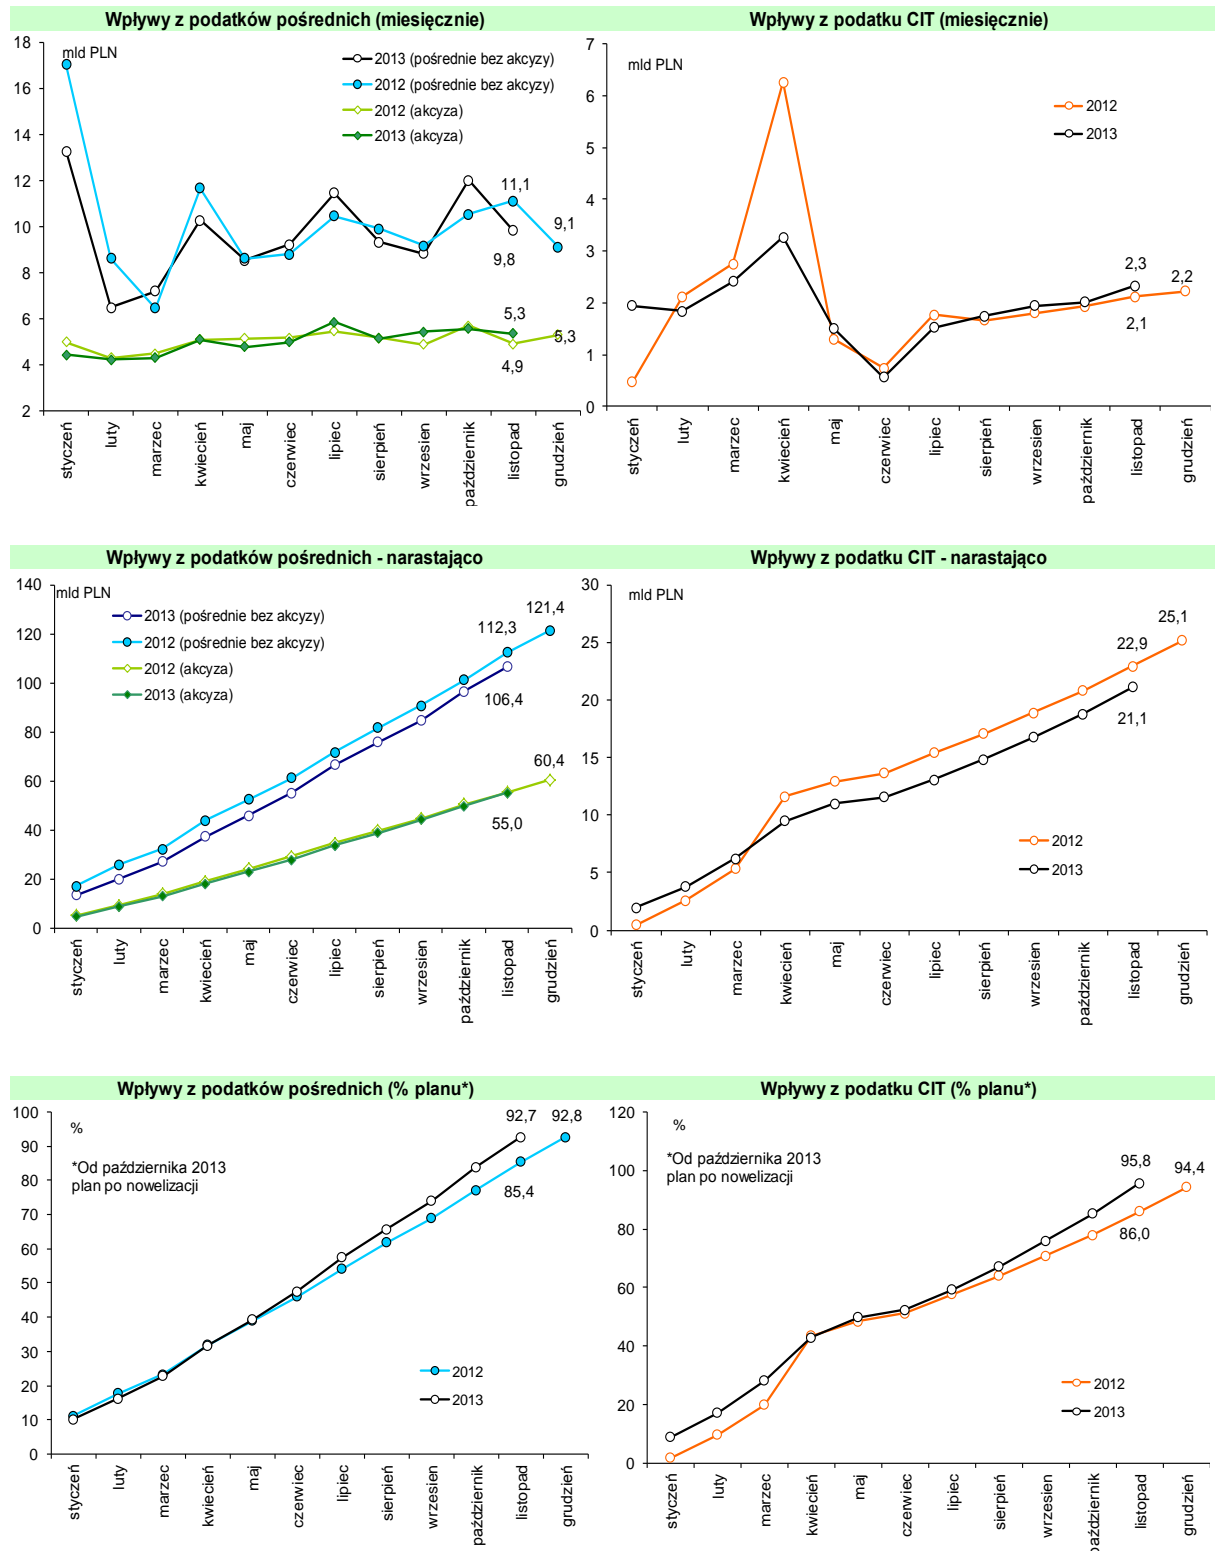 Wpływy z podatków pośrednich (miesięcznie)
mld PLN
18
16
14
12
10
8
6
4
2
2013 (pośrednie bez akcyzy)
2012 (pośrednie bez akcyzy)
2012 (akcyza)
2013 (akcyza)
11,1
9,1
9,8
5,3
5,3
4,9
styczeń
luty
marzec
kwiecień
maj
czerwiec
lipiec
sierpień
wrzesień
październik
listopad
grudzień
Wpływy z podatku CIT (miesięcznie)
mld PLN
7
6
5
4
3
2
1
0
2012
2013
2,3
2,2
2,1
styczeń
luty
marzec
kwiecień
maj
czerwiec
lipiec
sierpień
wrzesień
październik
listopad
grudzień
Wpływy z podatków pośrednich - narastająco
mld PLN
140
120
100
80
60
40
20
0
2013 (pośrednie bez akcyzy)
2012 (pośrednie bez akcyzy)
2012 (akcyza)
2013 (akcyza)
121,4
112,3
106,4
60,4
55,0
styczeń
luty
marzec
kwiecień
maj
czerwiec
lipiec
sierpień
wrzesień
październik
listopad
grudzień
Wpływy z podatku CIT - narastająco
mld PLN
30
25
20
15
10
5
0
25,1
22,9
21,1
2012
2013
styczeń
luty
marzec
kwiecień
maj
czerwiec
lipiec
sierpień
wrzesień
październik
listopad
grudzień
Wpływy z podatków pośrednich (% planu*)
%
*Od października 2013
plan po nowelizacji
100
90
80
70
60
50
40
30
20
10
0
92,7
92,8
85,4
2012
2013
styczeń
luty
marzec
kwiecień
maj
czerwiec
lipiec
sierpień
wrzesień
październik
listopad
grudzień
Wpływy z podatku CIT (% planu*)
%
*Od października 2013
plan po nowelizacji
120
100
80
60
40
20
0
95,8
94,4
86,0
2012
2013
styczeń
luty
marzec
kwiecień
maj
czerwiec
lipiec
sierpień
wrzesień
październik
listopad
grudzień